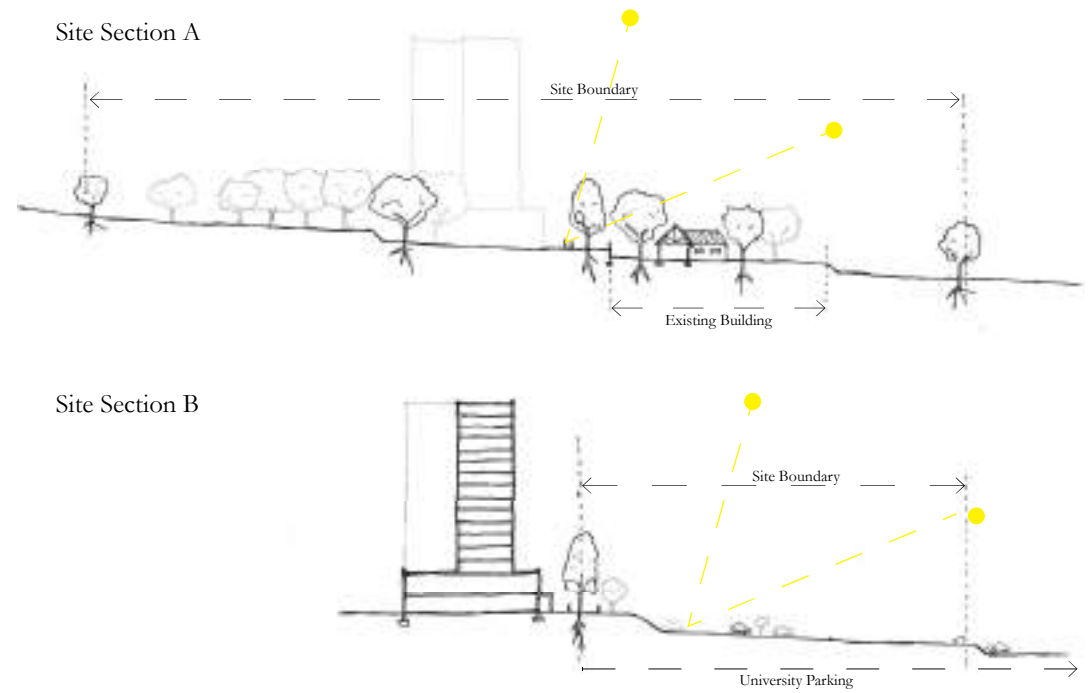 Site Section A
Site Boundary
Existing Building
Site Section B
Site Boundary
University Parking